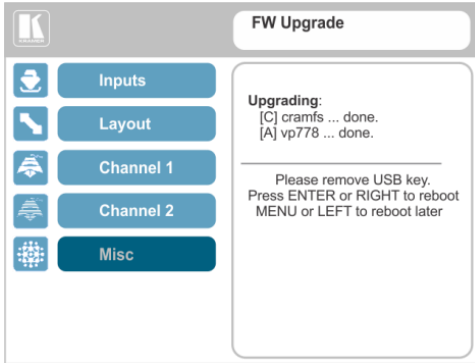 K
KRAMER
FW Upgrade
Inputs
Layout
Channel 1
Channel 2
Misc
Upgrading:
[C] cramfs ... done.
[A] vp778 ... done.
Please remove USB key.
Press ENTER or RIGHT to reboot
MENU or LEFT to reboot later